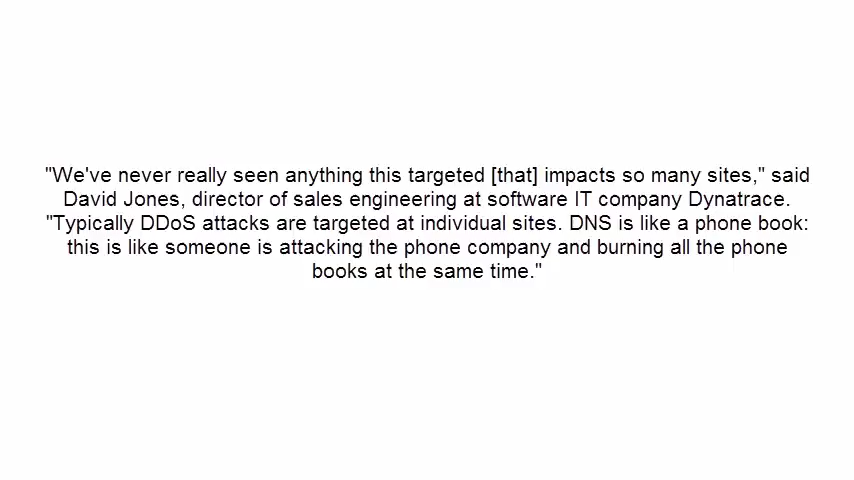 "We've never really seen anything this targeted [that] impacts so many sites," said
David Jones, director of sales engineering at software IT company Dynatrace.
"Typically DDoS attacks are targeted at individual sites. DNS is like a phone book:
this is like someone is attacking the phone company and burning all the phone
books at the same time."